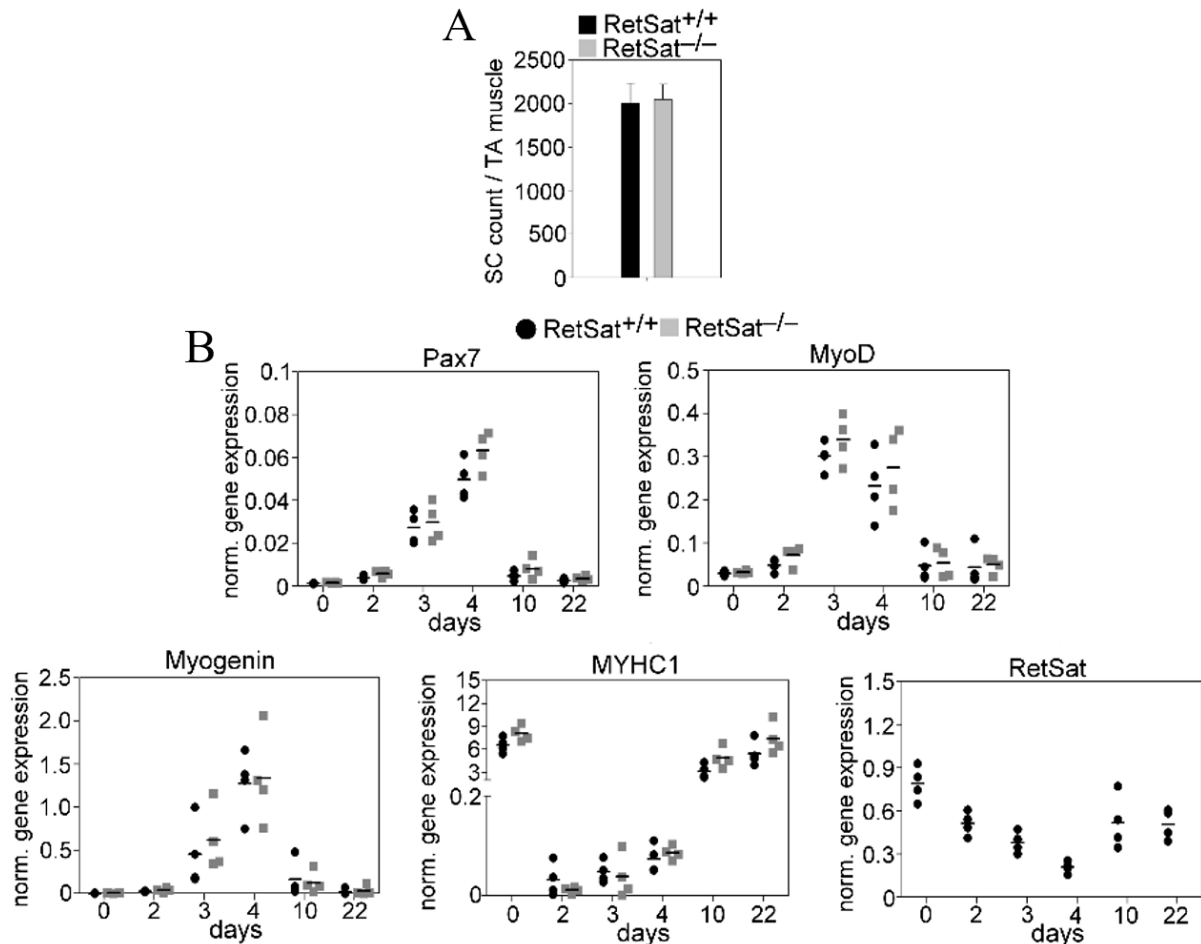 A
RetSat+/+
RetSat–/–
2500
2000
1500
1000
500
0
SC count / TA muscle
B
RetSat+/+ RetSat–/–
Pax7
norm. gene expression
0.1
0.08
0.06
0.04
0.02
0
0 2 3 4 10 22
days
MyoD
norm. gene expression
0.5
0.4
0.3
0.2
0.1
0
0 2 3 4 10 22
days
Myogenin
norm. gene expression
2.5
2.0
1.5
1.0
0.5
0
0 2 3 4 10 22
days
MYHC1
norm. gene expression
15
12
9
6
3
0.2
0
0 2 3 4 10 22
days
RetSat
norm. gene expression
1.5
1.2
0.9
0.6
0.3
0
0 2 3 4 10 22
days